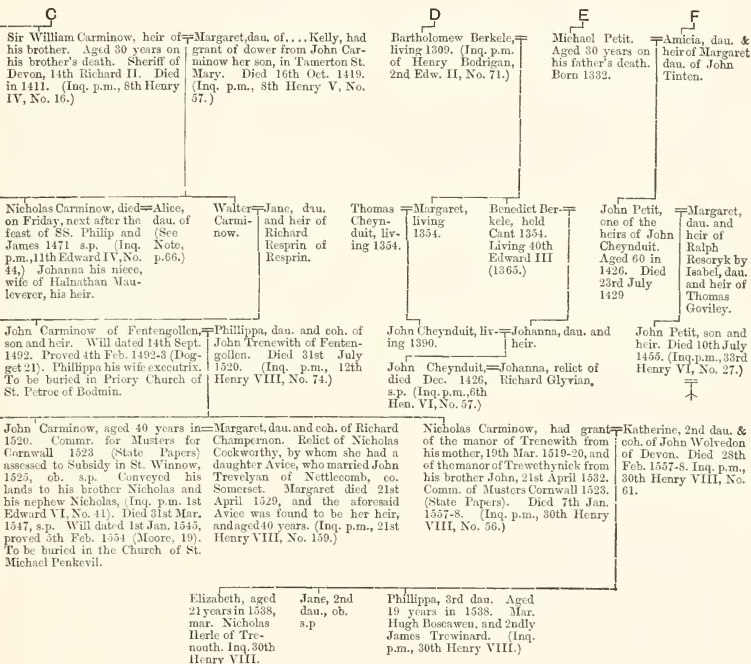 C
Sir William Carminow, heir of
his brother. Aged 30 years on
his brother's death. Sheriff of
Devon, 14th Richard II. Died
in 1411. (Inq. p.m., 8th Henry
IV, No. 16.)
Margaret, dau. of.... Kelly, had
grant of dower from John Car-
minow her son, in Tamerton St.
Mary. Died 16th Oct. 1419.
(Inq. p.m., 8th Henry V, No.
57.)
D
Bartholomew Berkele,
living 1309. (Inq. p.m.
of Henry Bodrigan,
2nd Edw. II, No. 71.)
E
Michael Petit.
Aged 30 years on
his father's death.
Born 1332.
F
Amicia, dau. &
heir of Margaret
dau. of John
Tinten.
Nicholas Carminow, died
on Friday, next after the
feast of SS. Philip and
James 1471 s.p. (Inq.
p.m., 11th Edward IV, No.
44,) Johanna his niece,
wife of Halnathan Mau-
leverer, his heir.
Alice,
dau. of
(See
Note,
p.66.)
Walter
Carmi-
now.
Jane, dau.
and heir of
Richard
Resprin of
Resprin.
Thomas
Cheyn-
duit, liv-
ing 1354.
Margaret,
living
1354.
Benedict Ber-
kele, held
Cant 1354.
Living 40th
Edward III
(1365.)
John Petit,
one of the
heirs of John
Cheynduit.
Aged 60 in
1426. Died
23rd July
1429
Margaret,
dau. and
heir of
Ralph
Resoryk by
Isabel, dau.
and heir of
Thomas
Goviley.
John Carminow of Fentengollen,
son and heir. Will dated 14th Sept.
1492. Proved 4th Feb. 1492-3 (Dog-
get 21). Phillippa his wife executrix.
To be buried in Priory Church of
St. Petroc of Bodmin.
Phillippa, dau. and coh. of
John Trenewith of Fenten-
gollen. Died 31st July
1520. (Inq. p.m., 12th
Henry VIII, No. 74.)
John Cheynduit, liv-
ing 1390.
Johanna, dau. and
heir.
John Cheynduit,
died Dec. 1426,
s.p. (Inq. p.m., 6th
Hen. VI, No. 57.)
Johanna, relict of
Richard Glyvian.
John Petit, son and
heir. Died 10th July
1455. (Inq. p.m., 33rd
Henry VI, No. 27.)
John Carminow, aged 40 years in
1520. Commr. for Musters for
Cornwall 1523 (State Papers)
assessed to Subsidy in St. Winnow,
1525, ob. s.p. Conveyed his
lands to his brother Nicholas and
his nephew Nicholas, (Inq. p.m. 1st
Edward VI, No. 41). Died 31st Mar.
1547, s.p. Will dated 1st Jan. 1545,
proved 5th Feb. 1554 (Moore, 19).
To be buried in the Church of St.
Michael Penkevil.
Margaret, dau. and coh. of Richard
Champernon. Relict of Nicholas
Cockworthy, by whom she had a
daughter Avice, who married John
Trevelyan of Nettlecomb, co.
Somerset. Margaret died 21st
April 1529, and the aforesaid
Avice was found to be her heir,
and aged 40 years. (Inq. p.m., 21st
Henry VIII, No. 159.)
Nicholas Carminow, had grant
of the manor of Trenewith from
his mother, 19th Mar. 1519-20, and
of the manor of Trewethynick from
his brother John, 21st April 1532.
Comm. of Musters Cornwall 1523.
(State Papers). Died 7th Jan.
1557-8. (Inq. p.m., 30th Henry
VIII, No. 56.)
Katherine, 2nd dau. &
coh. of John Wolvedon
of Devon. Died 28th
Feb. 1557-8. Inq. p.m.,
30th Henry VIII, No.
61.
Elizabeth, aged
21 years in 1538,
mar. Nicholas
Herle of Tre-
nouth. Inq. 30th
Henry VIII.
Jane, 2nd
dau., ob.
s.p
Phillippa, 3rd dau. Aged
19 years in 1538. Mar.
Hugh Boscawen, and 2ndly
James Trewinard. (Inq.
p.m., 30th Henry VIII.)